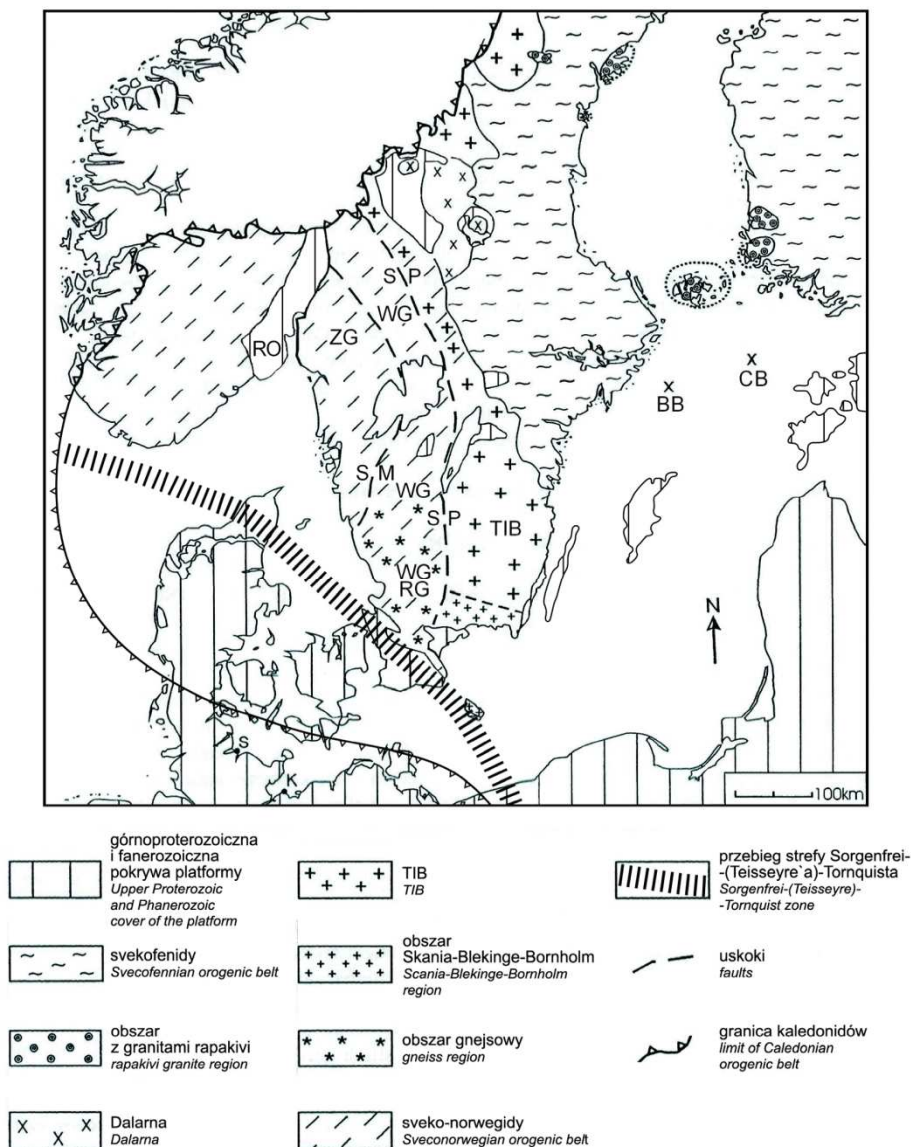 S P
WG
ZG
RO
CB
BB
S M
WG
S P
TIB
WG
RG
N
S
K
100km
górnoproterozoiczna
i fanerozoiczna
pokrywa platformy
Upper Proterozoic
and Phanerozoic
cover of the platform
TIB
TIB
przebieg strefy Sorgenfrei-
-(Teisseyre`a)-Tornquista
Sorgenfrei-(Teisseyre)-
-Tornquist zone
svekofenidy
Svecofennian orogenic belt
obszar
Skania-Blekinge-Bornholm
Scania-Blekinge-Bornholm
region
uskoki
faults
obszar
z granitami rapakivi
rapakivi granite region
obszar gnejsowy
gneiss region
granica kaledonidów
limit of Caledonian
orogenic belt
Dalarna
Dalarna
sveko-norwegidy
Sveconorwegian orogenic belt